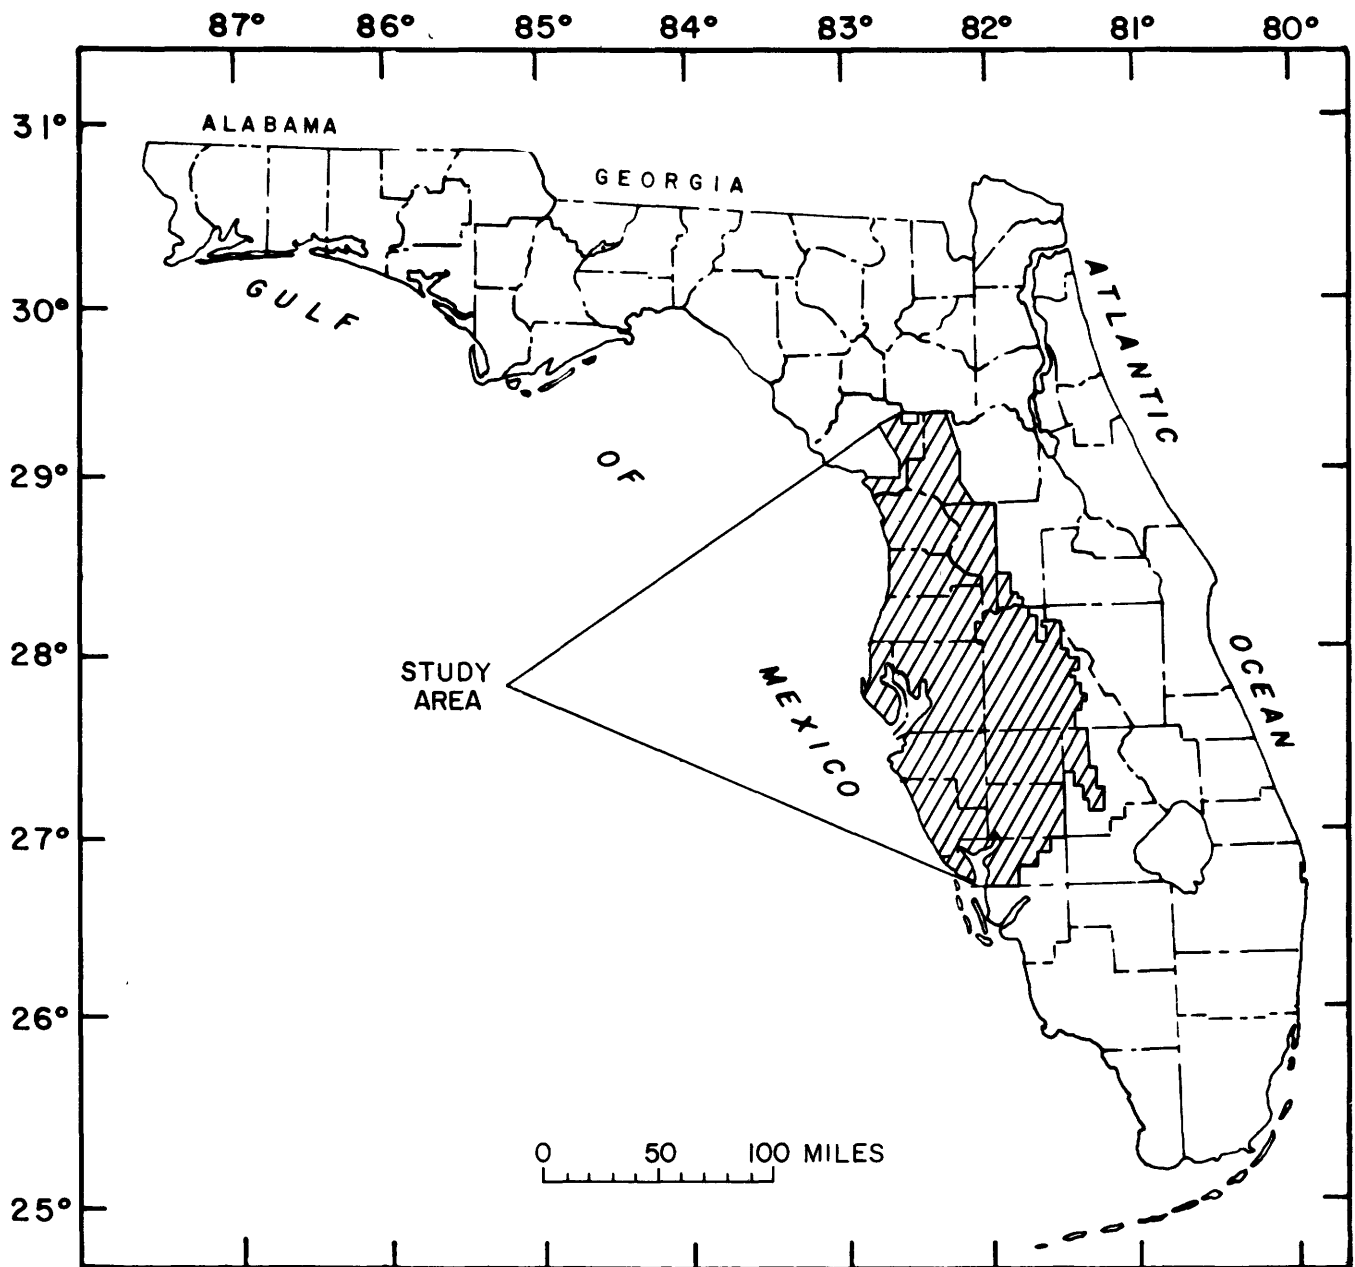 87° 86° 85° 84° 83° 82° 81° 80°
31°
ALABAMA
GEORGIA
30°
GULF
ATLANTIC
29°
OF
28°
STUDY
AREA
MEXICO
OCEAN
27°
26°
0 50 100 MILES
25°